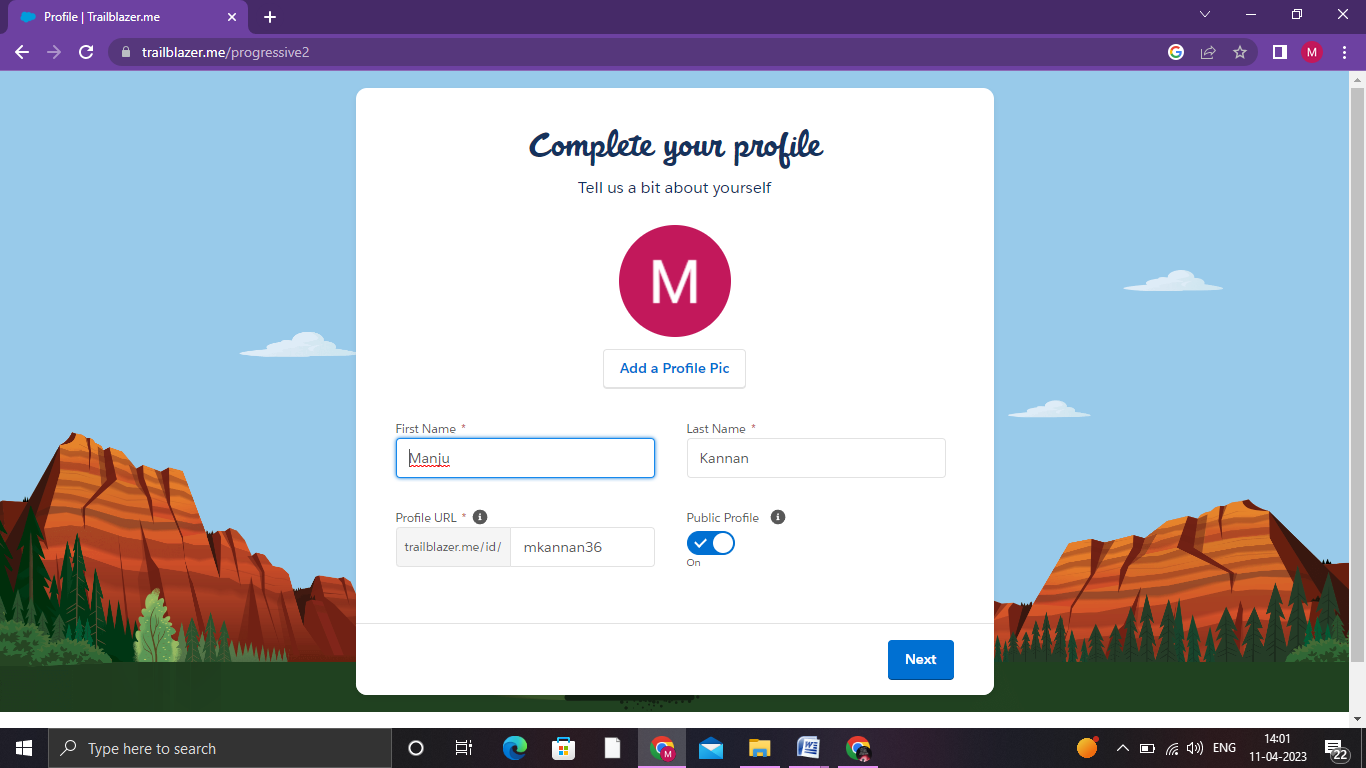 Profile | Trailblazer.me
trailblazer.me/progressive2
M
Complete your profile
Tell us a bit about yourself
M
Add a Profile Pic
First Name *
Last Name *
Manju
Kannan
Profile URL *
Public Profile
trailblazer.me/id/
mkannan36
On
Next
Type here to search
M
ENG
14:01
11-04-2023
22